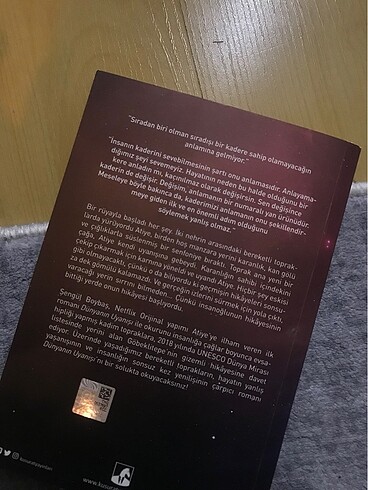 "Sıradan biri olman sıradışı bir kadere sahip olamayacağın
anlamına gelmiyor."
"İnsanın kaderini sevebilmesinin şartı onu anlamasıdır. Anlayama-
dığımız şeyi sevemeyiz. Hayatının neden bu halde olduğunu bir
kere anladın mı, kaçınılmaz olarak değişirsin. Sen değişince
kaderin de değişir. Değişim, anlamanın bir numaralı yan ürünüdür.
Meseleye böyle bakınca da, kaderimizi anlamanın onu şekillendir-
meye giden ilk ve en önemli adım olduğunu
söylemek yanlış olmaz."
Bir rüyayla başladı her şey. İki nehrin arasındaki bereketli toprak-
larda yürüyordu Atiye, birden hoş manzara yerini karanlık, kan gölü
ve çığlıklarla süslenmiş bir senfoniye bıraktı. Toprak ana yeni bir
çağa, Atiye kendi uyanışına gebeydi. Karanlığın sahibi içindekini
çekip çıkarmak için karnına yöneldi ve uyandı Atiye. Hiçbir şey eskisi
gibi olmayacaktı, çünkü o da biliyordu ki geçmişin hikâyeleri sonsu-
za dek gömülü kalamazdı. Ve gerçeğin izlerini sürmek için yola çıktı
varacağı yerin sırrını bilmeden... Çünkü insanoğlunun hikâyesinin
bittiği yerde onun hikâyesi başlıyordu.
Şengül Boybaş, Netflix Orijinal yapımı Atiye'ye ilham veren ilk
romanı Dünyanın Uyanışı ile okurunu insanlığa çağlar boyunca evsa-
hipliği yapmış kadim topraklara, 2018 yılında UNESCO Dünya Mirası
listesinde yerini alan Göbeklitepe'nin gizemli hikâyesine davet
ediyor. Üzerinde yaşadığımız bereketli toprakların, hayatın yanlış
yaşanışının ve insanlığın sonsuz kez yenilişinin çarpıcı romanı
Dünyanın Uyanışı'nı bir solukta okuyacaksınız!